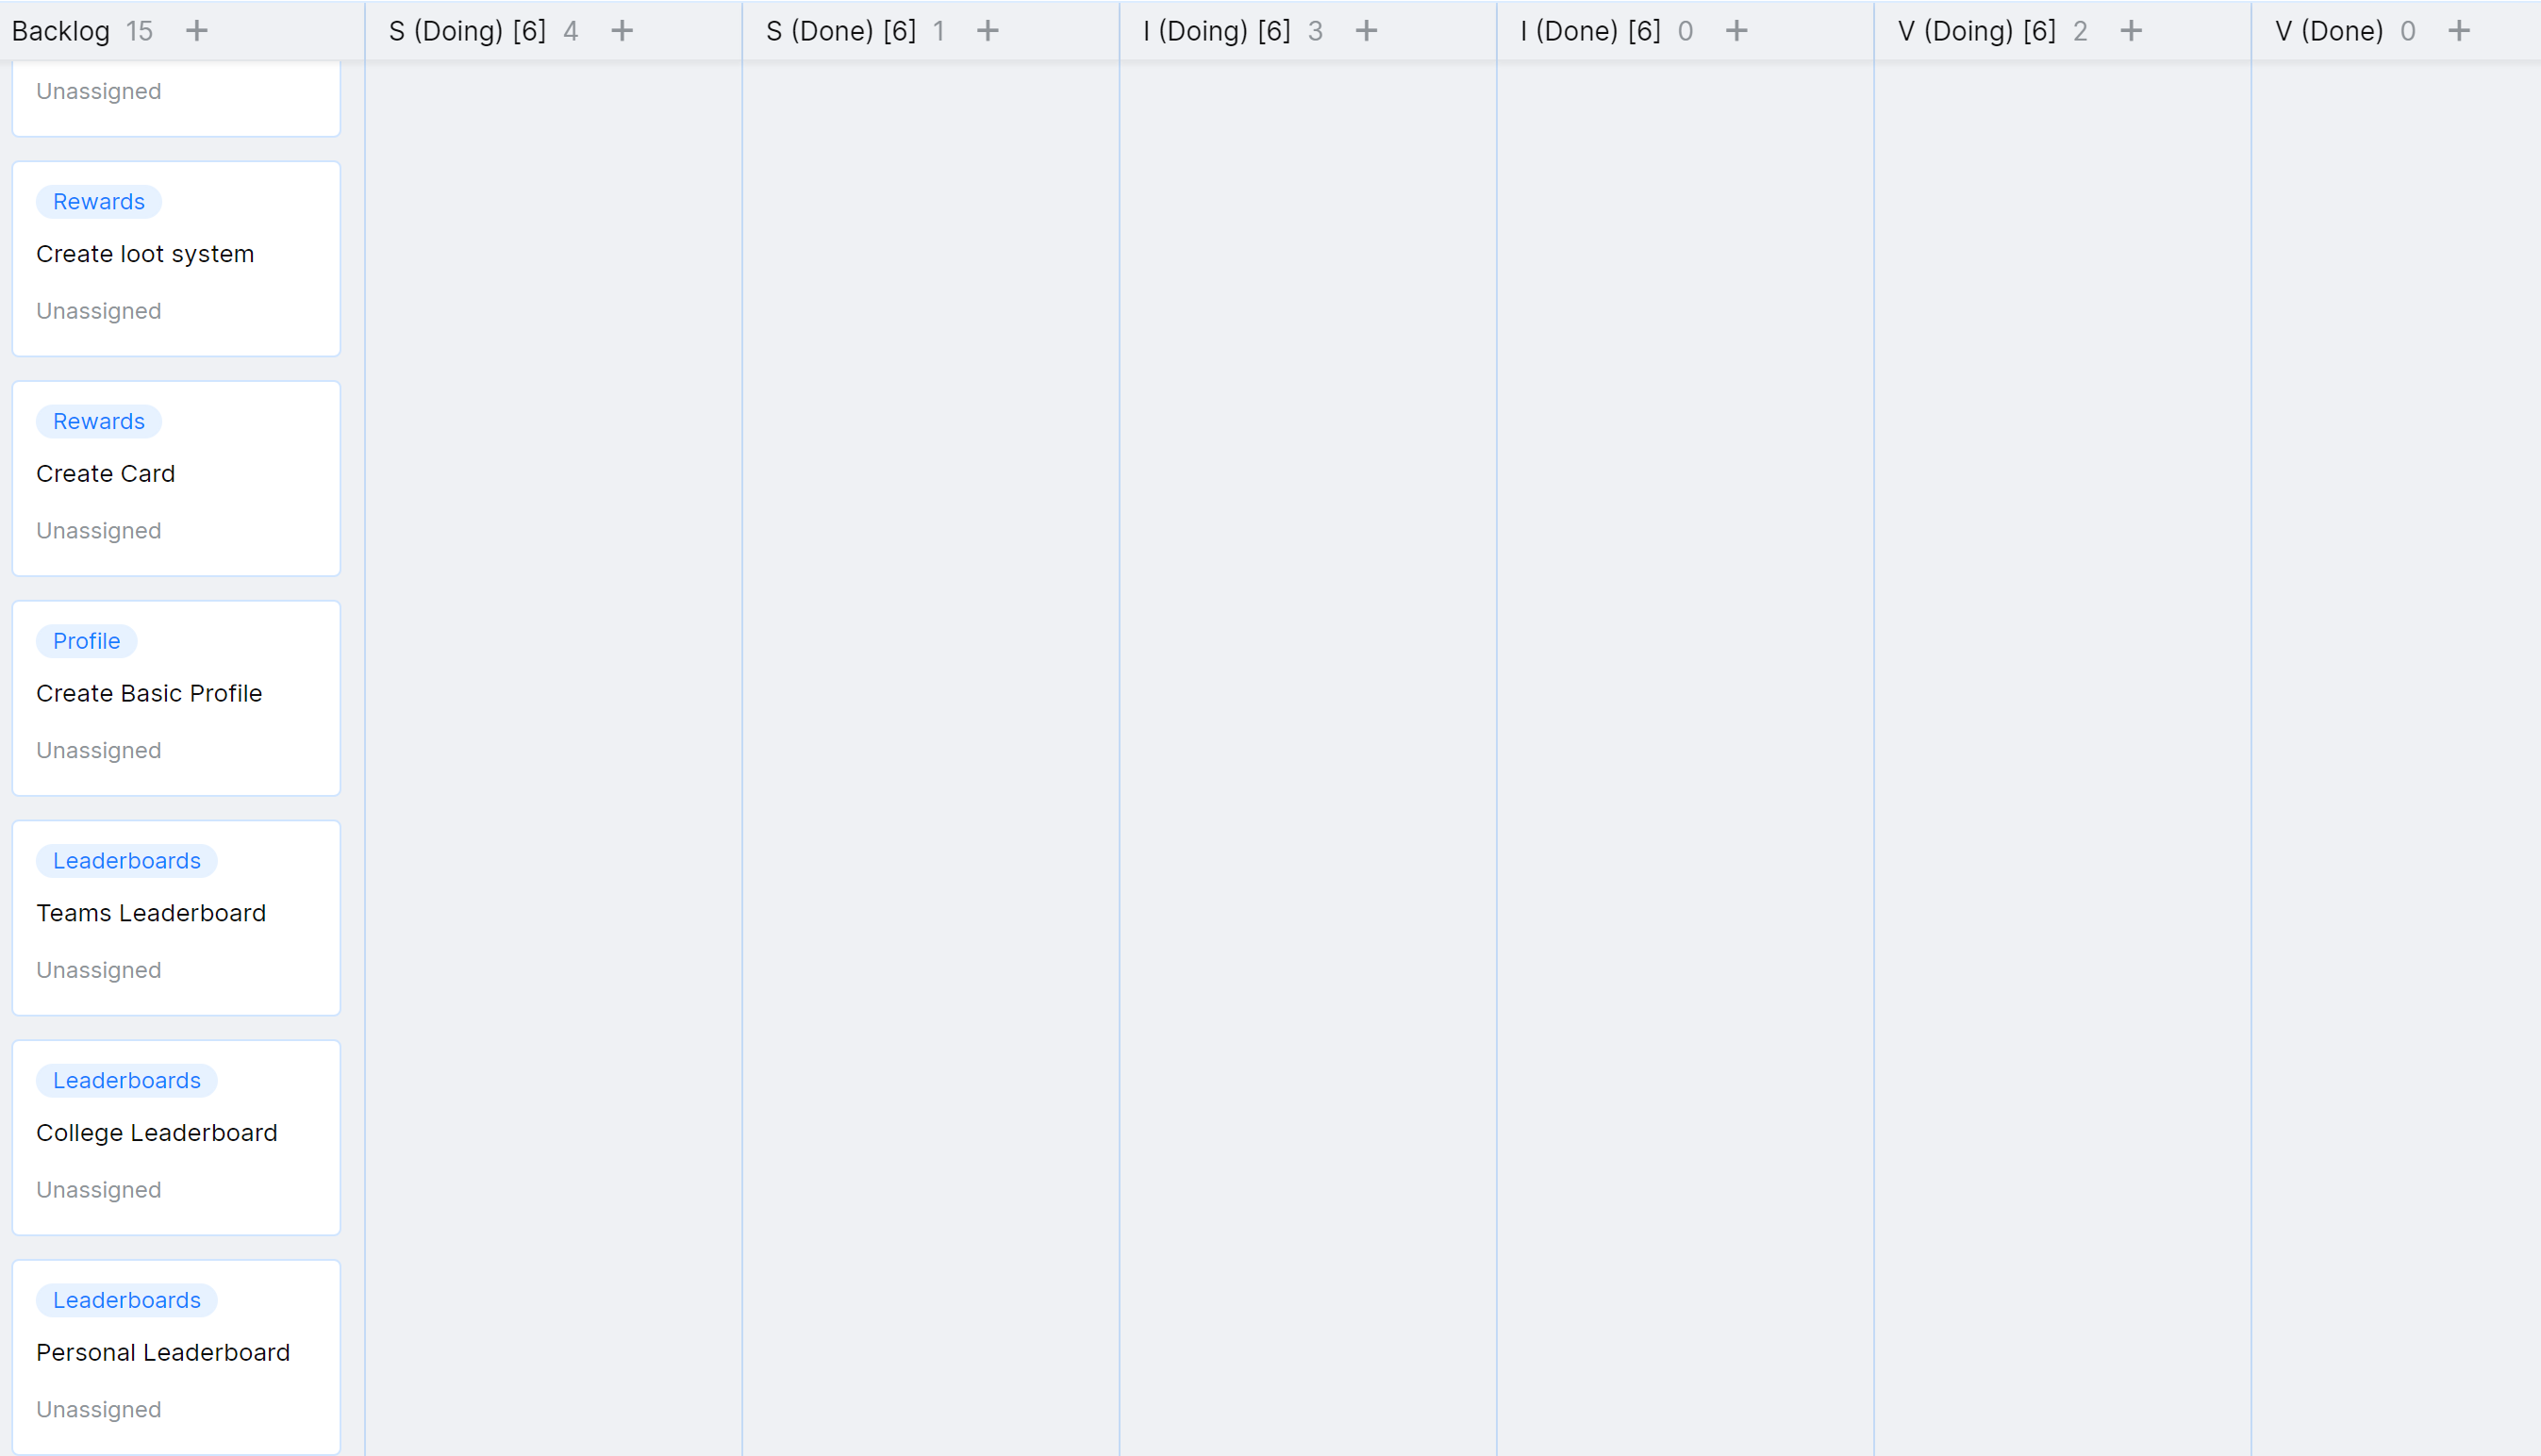 Backlog 15 +
S (Doing) [6] 4 +
S (Done) [6] 1 +
I (Doing) [6] 3 +
I (Done) [6] 0 +
V (Doing) [6] 2 +
V (Done) 0 +
Unassigned
Rewards
Create loot system
Unassigned
Rewards
Create Card
Unassigned
Profile
Create Basic Profile
Unassigned
Leaderboards
Teams Leaderboard
Unassigned
Leaderboards
College Leaderboard
Unassigned
Leaderboards
Personal Leaderboard
Unassigned